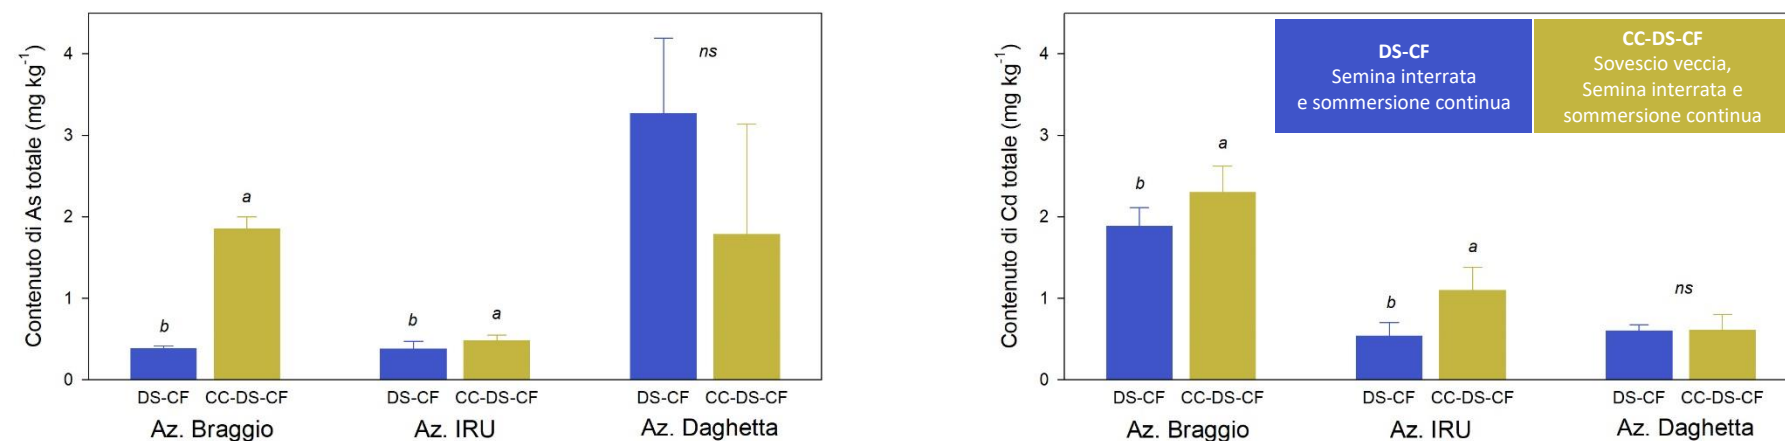 Contenuto di As totale (mg kg-1)
4
3
2
1
0
b
a
b
a
ns
DS-CF CC-DS-CF DS-CF CC-DS-CF DS-CF CC-DS-CF
Az. Braggio Az. IRU Az. Daghetta
Contenuto di Cd totale (mg kg-1)
4
3
2
1
0
b
a
b
a
ns
DS-CF CC-DS-CF DS-CF CC-DS-CF DS-CF CC-DS-CF
Az. Braggio Az. IRU Az. Daghetta
DS-CF
Semina interrata
e sommersione continua
CC-DS-CF
Sovescio veccia,
Semina interrata e
sommersione continua